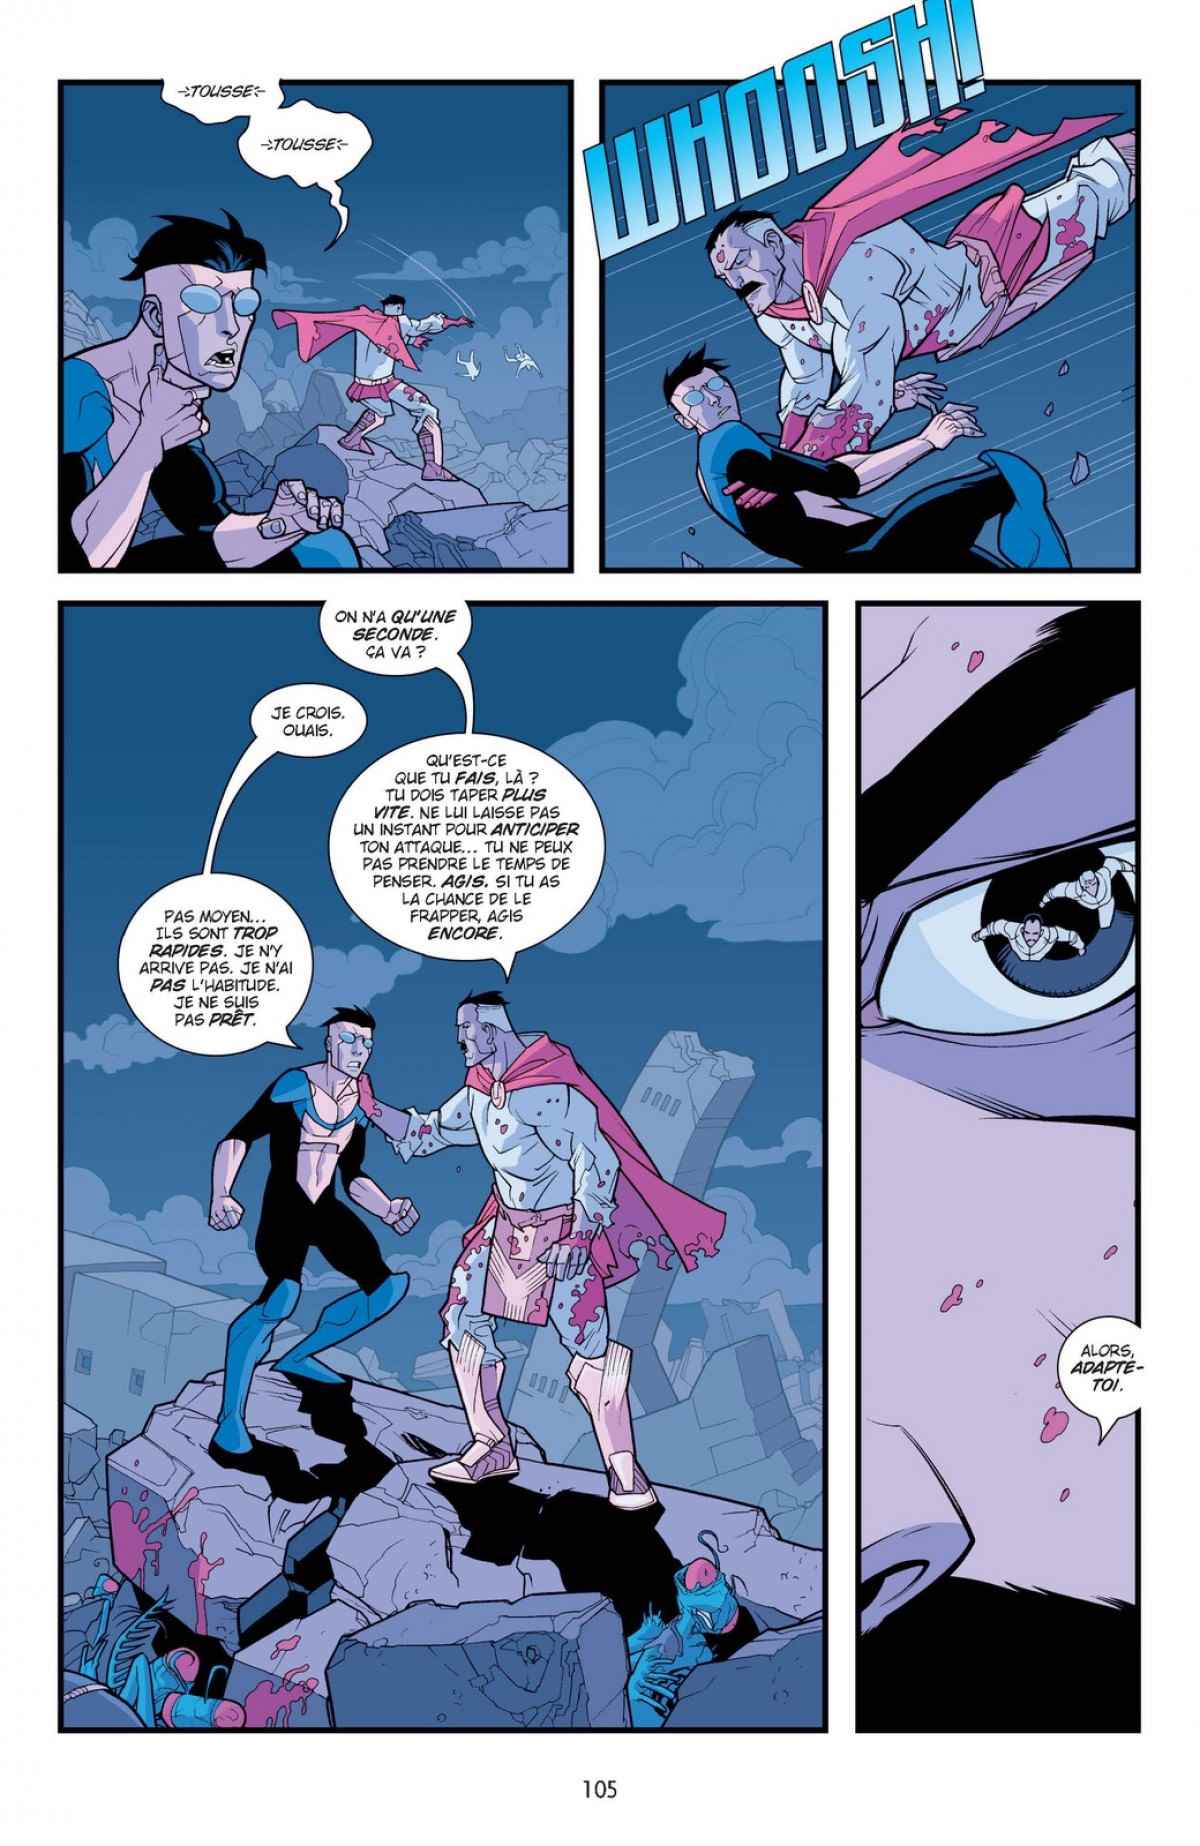 -TOUSSE-
-TOUSSE-
WHOOSH!
ON N'A QU'UNE
SECONDE.
ÇA VA ?
JE CROIS.
OUAIS.
QU'EST-CE
QUE TU FAIS, LÀ ?
TU DOIS TAPER PLUS
VITE. NE LUI LAISSE PAS
UN INSTANT POUR ANTICIPER
TON ATTAQUE... TU NE PEUX
PAS PRENDRE LE TEMPS DE
PENSER. AGIS. SI TU AS
LA CHANCE DE LE
FRAPPER, AGIS
ENCORE.
PAS MOYEN...
ILS SONT TROP
RAPIDES. JE N'Y
ARRIVE PAS. JE N'AI
PAS L'HABITUDE.
JE NE SUIS
PAS PRÊT.
ALORS,
ADAPTE-
TOI.
105